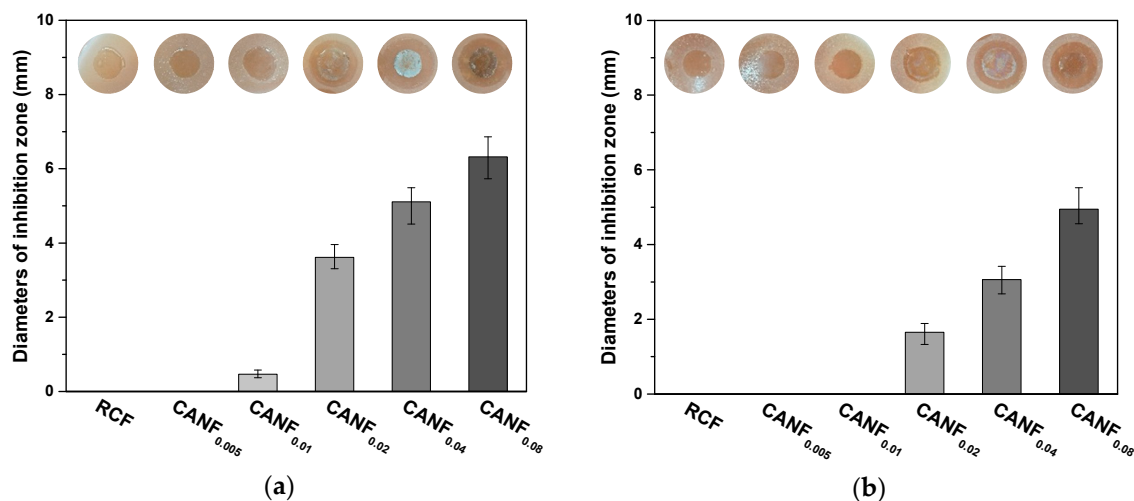 10
8
6
4
2
0
Diameters of inhibition zone (mm)
RCF
CANF0.005
CANF0.01
CANF0.02
CANF0.04
CANF0.08
(a)
10
8
6
4
2
0
Diameters of inhibition zone (mm)
RCF
CANF0.005
CANF0.01
CANF0.02
CANF0.04
CANF0.08
(b)